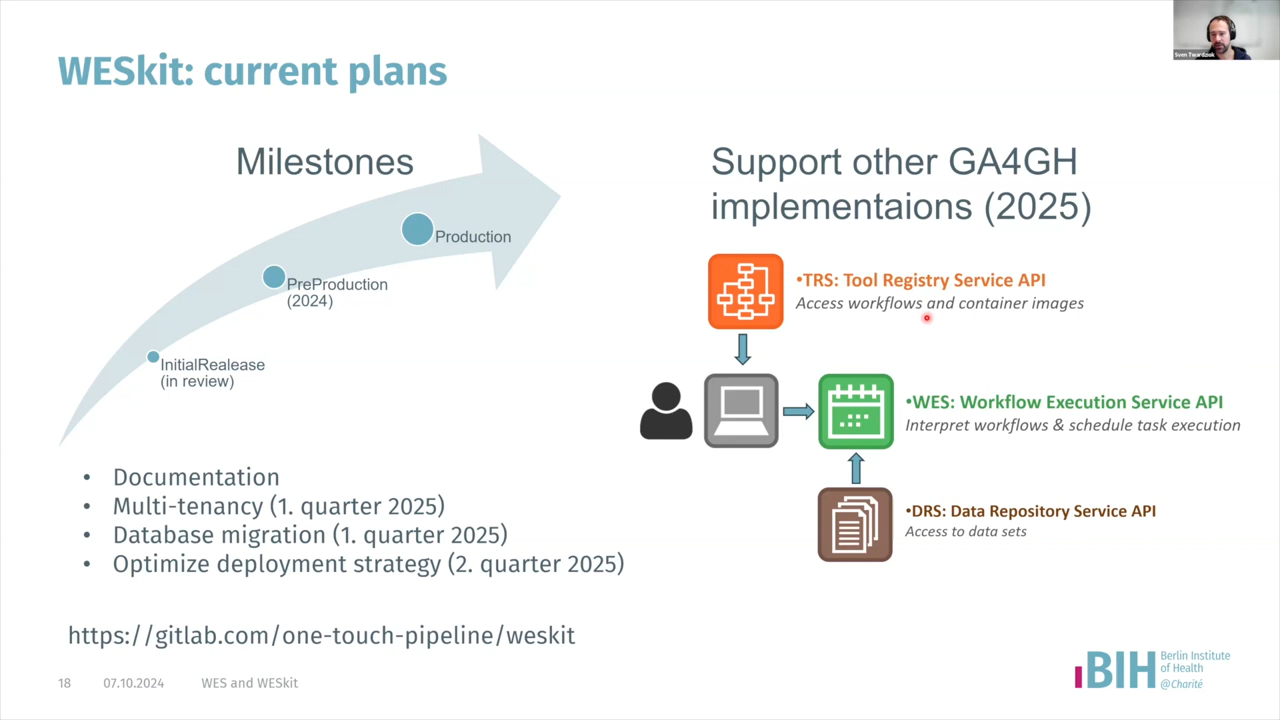 Sven Twardziok
WESkit: current plans
Milestones
Production
PreProduction
(2024)
InitialRealease
(in review)
• Documentation
• Multi-tenancy (1. quarter 2025)
• Database migration (1. quarter 2025)
• Optimize deployment strategy (2. quarter 2025)
https://gitlab.com/one-touch-pipeline/weskit
Support other GA4GH
implementaions (2025)
•TRS: Tool Registry Service API
Access workflows and container images
•WES: Workflow Execution Service API
Interpret workflows & schedule task execution
•DRS: Data Repository Service API
Access to data sets
18 07.10.2024 WES and WESkit
BIH
Berlin Institute
of Health
@Charité